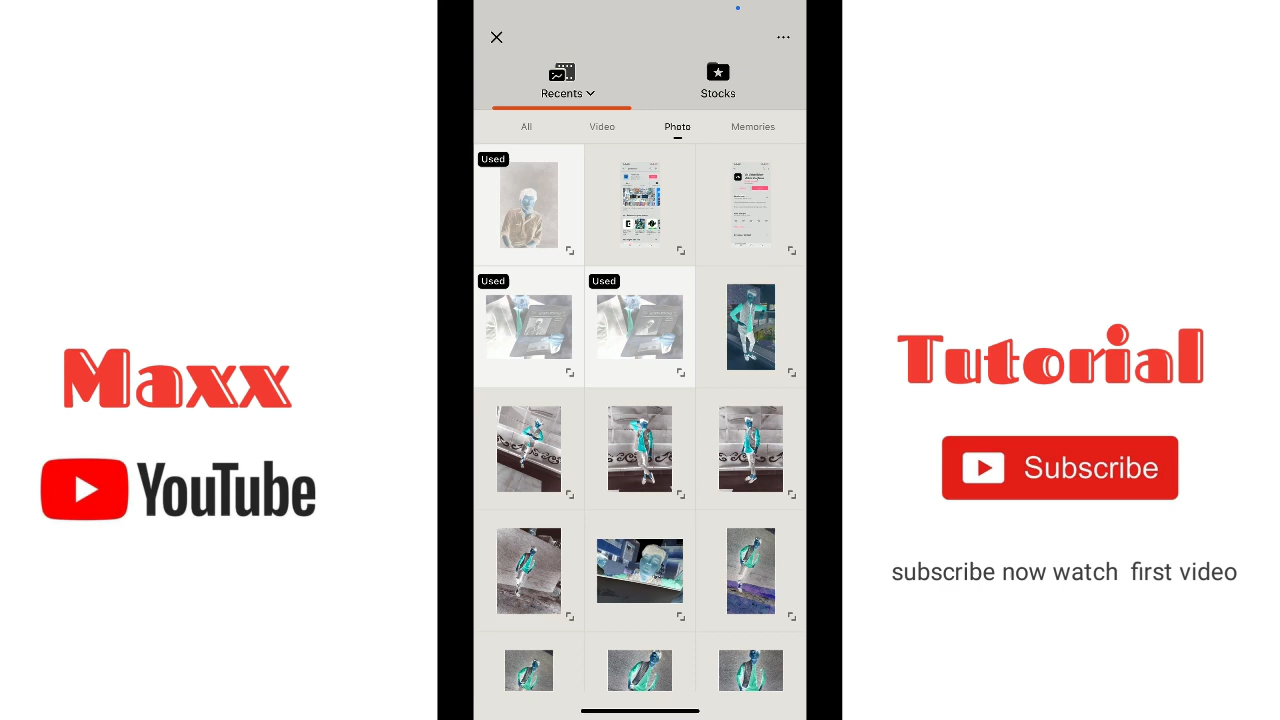 Recents
Stocks
All
Video
Photo
Memories
Used
Used
Used
Maxx
YouTube
Tutorial
Subscribe
subscribe now watch first video